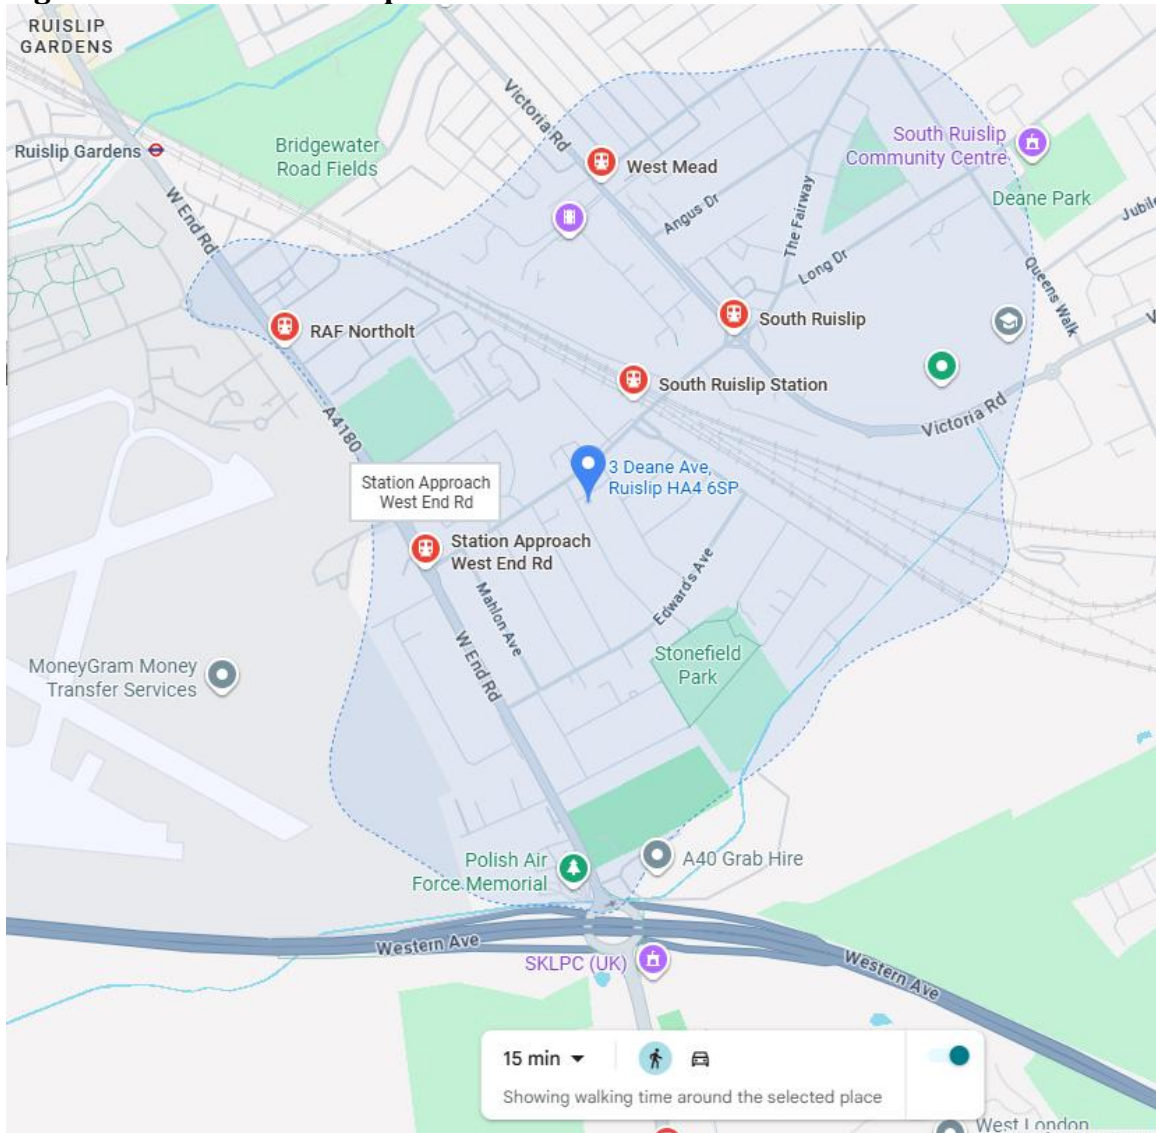 RUISLIP
GARDENS
Victoria Rd
Ruislip Gardens
Bridgewater
Road Fields
West Mead
South Ruislip
Community Centre
Deane Park
W End Rd
Angus Dr
The Fairway
Long Dr
Queens Walk
RAF Northolt
South Ruislip
South Ruislip Station
Victoria Rd
A4180
3 Deane Ave,
Ruislip HA4 6SP
Station Approach
West End Rd
Station Approach
West End Rd
Mahlon Ave
Edward's Ave
W End Rd
Stonefield
Park
MoneyGram Money
Transfer Services
Polish Air
Force Memorial
A40 Grab Hire
Western Ave
SKLPC (UK)
Western Ave
15 min
Showing walking time around the selected place
West London